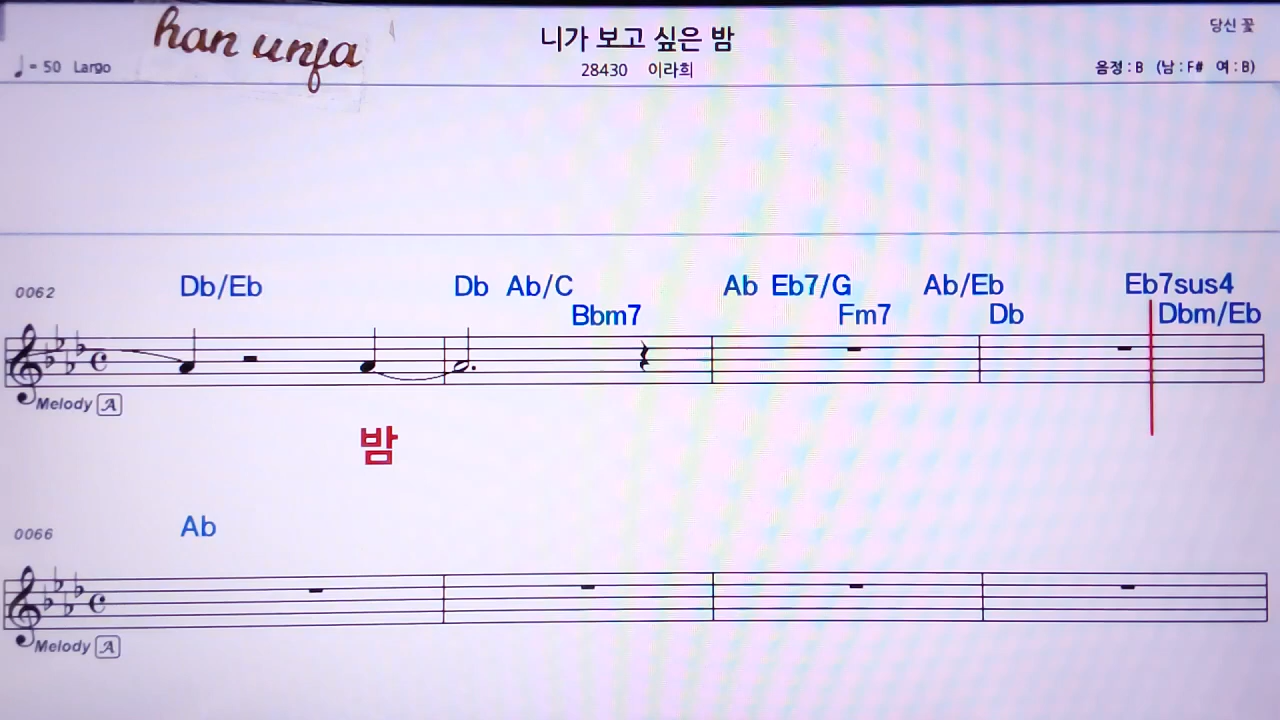 han unja
니가 보고 싶은 밤
당신 꽃
♩= 50 Largo
28430 이라희
음정 : B (남 : F# 여 : B)
0062
Db/Eb Db Ab/C Ab Eb7/G Ab/Eb Eb7sus4
Bbm7 Fm7 Db Dbm/Eb
Melody A
밤
0066
Ab
Melody A